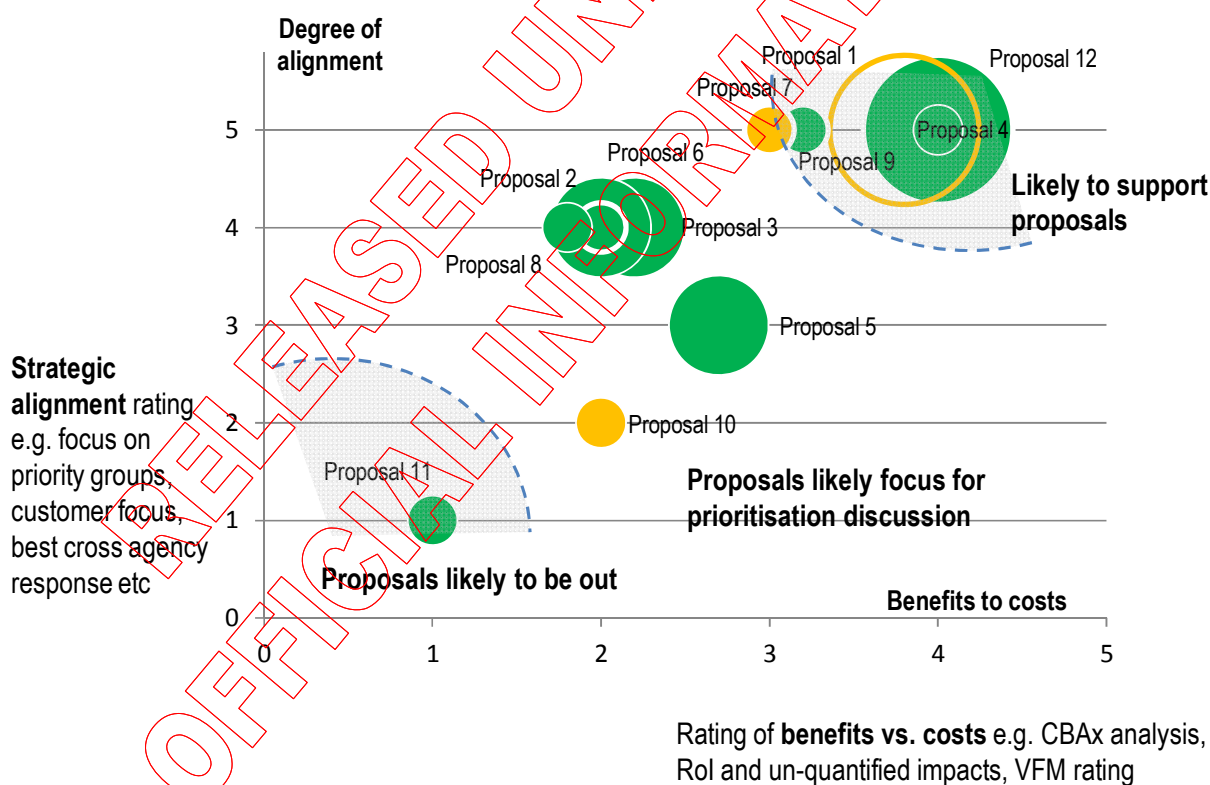 Degree of
alignment
Proposal 1
Proposal 12
Proposal 7
5
Proposal 4
Proposal 6
Proposal 9
Proposal 2
Likely to support
proposals
4
Proposal 3
Proposal 8
3
Proposal 5
Strategic
alignment rating
e.g. focus on
priority groups,
customer focus,
best cross agency
response etc
2
Proposal 10
Proposal 11
Proposals likely focus for
prioritisation discussion
1
Proposals likely to be out
Benefits to costs
0
0 1 2 3 4 5
Rating of benefits vs. costs e.g. CBAx analysis,
RoI and un-quantified impacts, VFM rating
RELEASED UN
OFFICIAL INFORMA